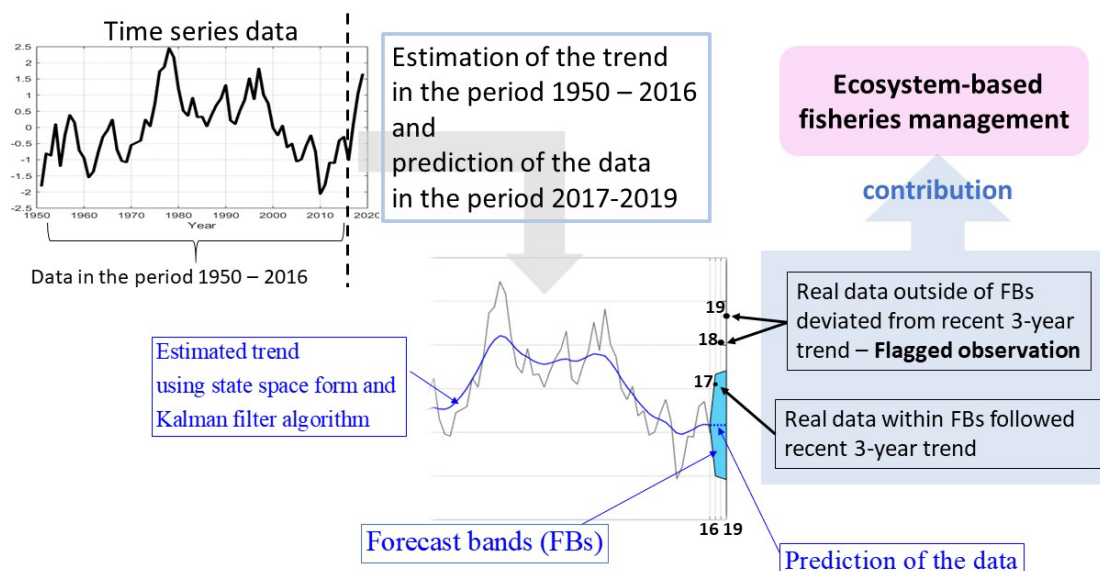 Time series data
2.5
2
1.5
1
0.5
0
-0.5
-1
-1.5
-2
-2.5
1950 1960 1970 1980 1990 2000 2010 2020
Year
Data in the period 1950 – 2016
Estimation of the trend
in the period 1950 – 2016
and
prediction of the data
in the period 2017-2019
Ecosystem-based
fisheries management
contribution
Real data outside of FBs
deviated from recent 3-year
trend – Flagged observation
Real data within FBs followed
recent 3-year trend
19
18
17
Estimated trend
using state space form and
Kalman filter algorithm
16 19
Forecast bands (FBs)
Prediction of the data